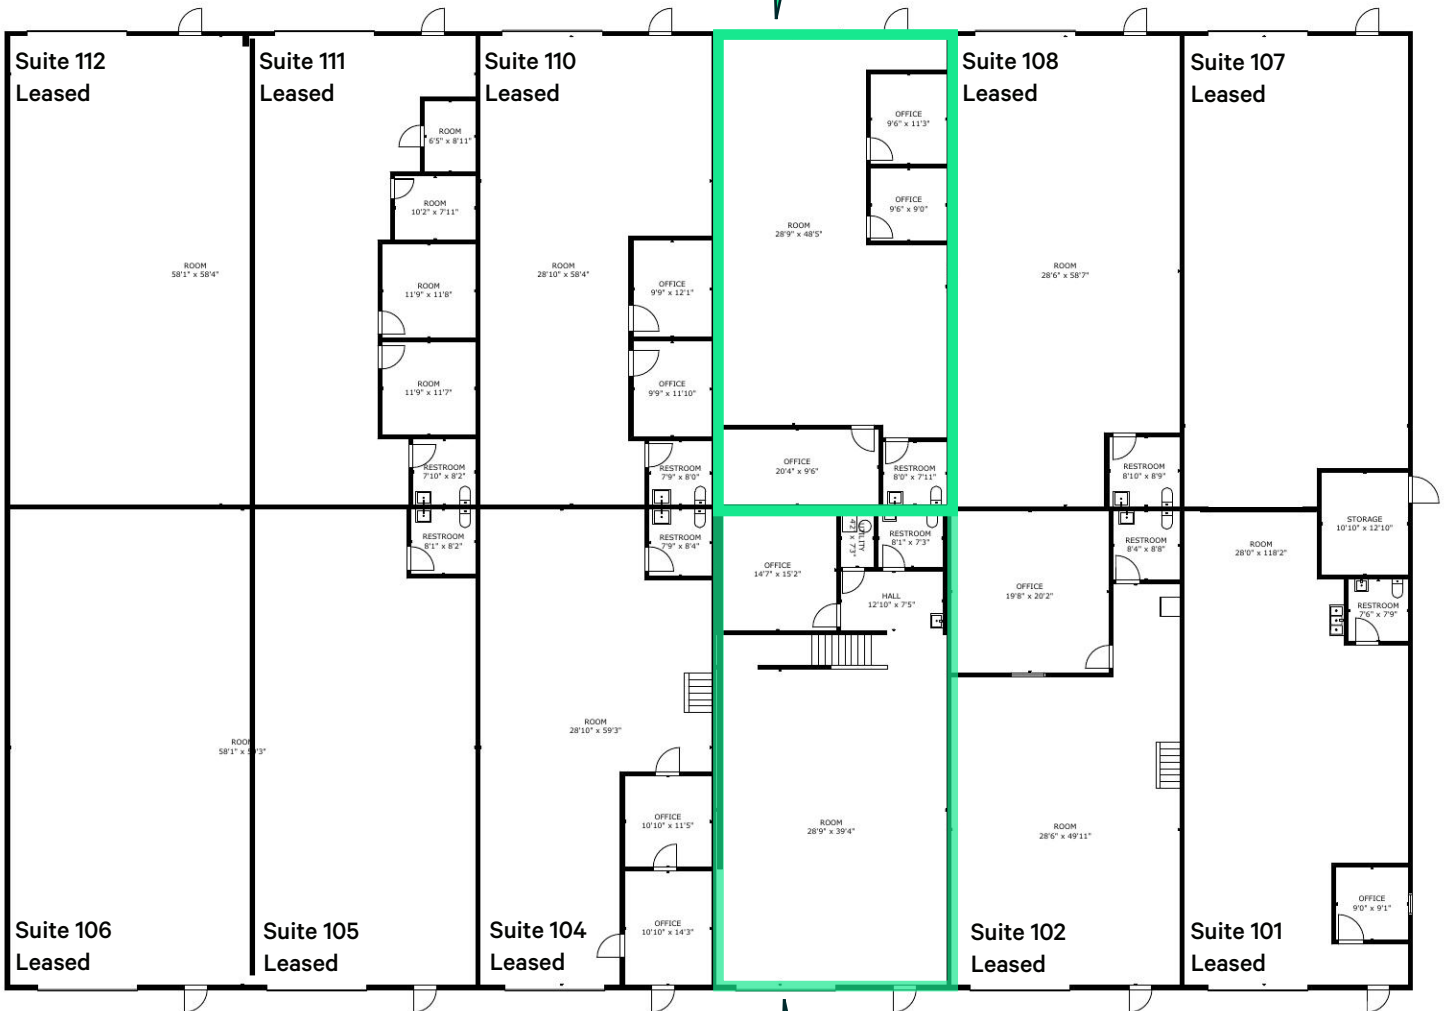 Suite 112
Leased
Suite 111
Leased
Suite 110
Leased
Suite 108
Leased
Suite 107
Leased
ROOM
6'5" x 8'11"
ROOM
10'2" x 7'11"
ROOM
11'9" x 11'8"
ROOM
11'9" x 11'7"
RESTROOM
7'10" x 8'2"
RESTROOM
8'1" x 8'2"
ROOM
58'1" x 58'4"
ROOM
28'10" x 58'4"
OFFICE
9'9" x 12'1"
OFFICE
9'9" x 11'10"
RESTROOM
7'9" x 8'0"
RESTROOM
7'9" x 8'4"
OFFICE
9'6" x 11'3"
OFFICE
9'6" x 9'0"
ROOM
28'9" x 48'5"
OFFICE
20'4" x 9'6"
RESTROOM
8'0" x 7'11"
ROOM
28'6" x 58'7"
RESTROOM
8'10" x 8'9"
STORAGE
10'10" x 12'10"
ROOM
28'0" x 118'2"
RESTROOM
7'6" x 7'9"
UTILITY
4'2" x 7'3"
RESTROOM
8'1" x 7'3"
OFFICE
14'7" x 15'2"
HALL
12'10" x 7'5"
OFFICE
19'8" x 20'2"
RESTROOM
8'4" x 8'8"
ROOM
58'1" x 59'3"
ROOM
28'10" x 59'3"
OFFICE
10'10" x 11'5"
OFFICE
10'10" x 14'3"
ROOM
28'9" x 39'4"
ROOM
28'6" x 49'11"
OFFICE
9'0" x 9'1"
Suite 106
Leased
Suite 105
Leased
Suite 104
Leased
Suite 102
Leased
Suite 101
Leased